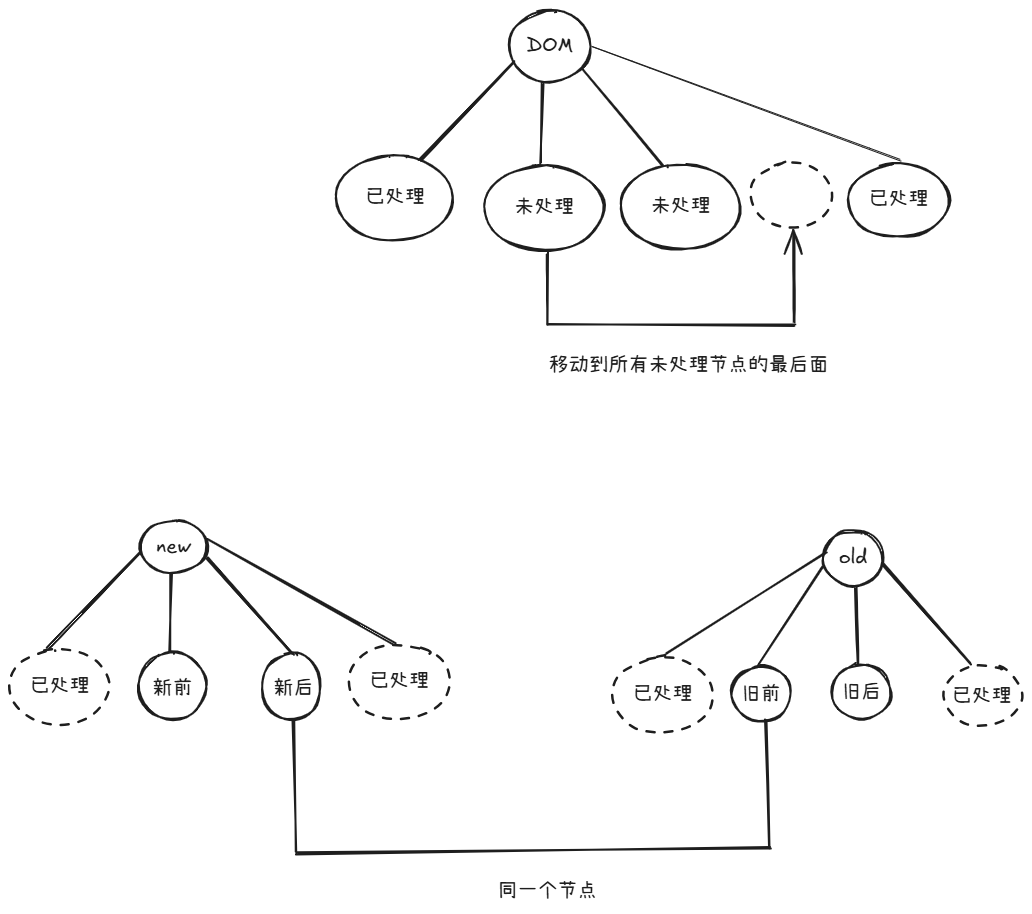 DOM
已处理
未处理
未处理
已处理
移动到所有未处理节点的最后面
new
old
已处理
新前
新后
已处理
已处理
旧前
旧后
已处理
同一个节点